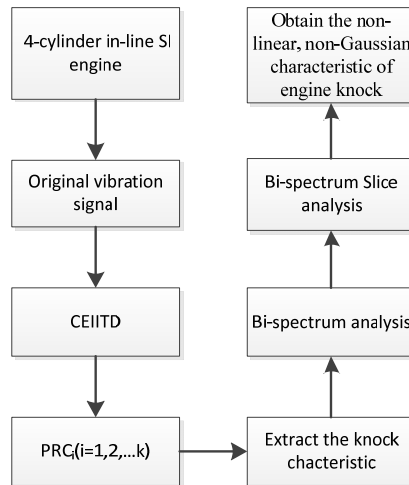 4-cylinder in-line SI
engine
Original vibration
signal
CEIITD
PRCi(i=1,2,...k)
Extract the knock
chacteristic
Bi-spectrum analysis
Bi-spectrum Slice
analysis
Obtain the non-
linear, non-Gaussian
characteristic of
engine knock